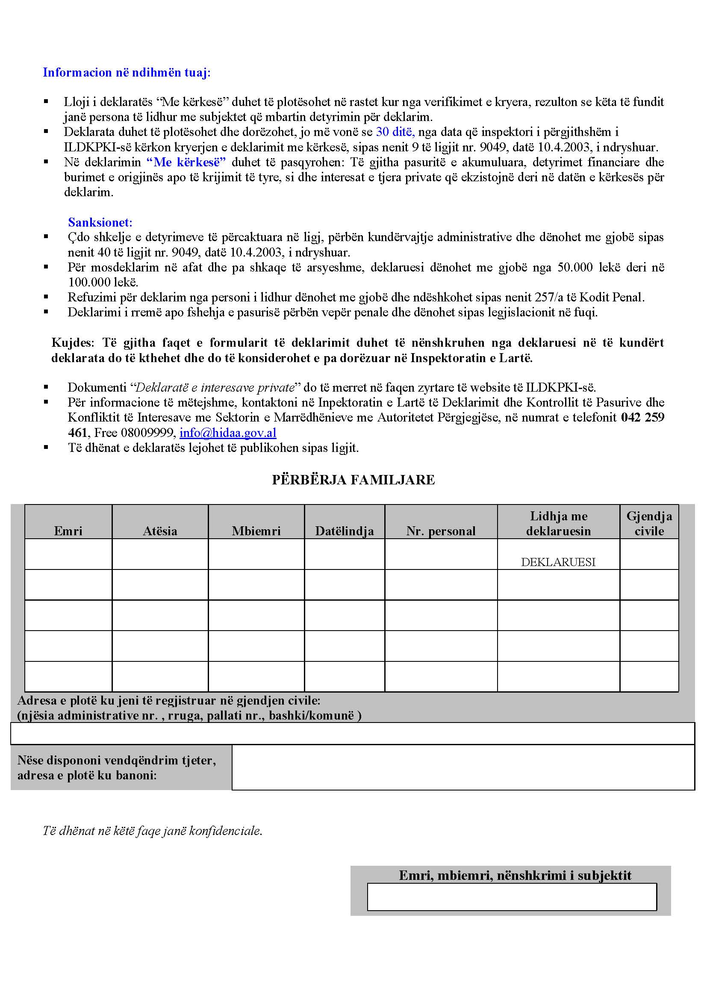 Informacion në ndihmën tuaj:
▪ Lloji i deklaratës “Me kërkesë” duhet të plotësohet në rastet kur nga verifikimet e kryera, rezulton se këta të fundit
janë persona të lidhur me subjektet që mbartin detyrimin për deklarim.
▪ Deklarata duhet të plotësohet dhe dorëzohet, jo më vonë se 30 ditë, nga data që inspektori i përgjithshëm i
ILDKPKI-së kërkon kryerjen e deklarimit me kërkesë, sipas nenit 9 të ligjit nr. 9049, datë 10.4.2003, i ndryshuar.
▪ Në deklarimin “Me kërkesë” duhet të pasqyrohen: Të gjitha pasuritë e akumuluara, detyrimet financiare dhe
burimet e origjinës apo të krijimit të tyre, si dhe interesat e tjera private që ekzistojnë deri në datën e kërkesës për
deklarim.
Sanksionet:
▪ Çdo shkelje e detyrimeve të përcaktuara në ligj, përbën kundërvajtje administrative dhe dënohet me gjobë sipas
nenit 40 të ligjit nr. 9049, datë 10.4.2003, i ndryshuar.
▪ Për mosdeklarim në afat dhe pa shkaqe të arsyeshme, deklaruesi dënohet me gjobë nga 50.000 lekë deri në
100.000 lekë.
▪ Refuzimi për deklarim nga personi i lidhur dënohet me gjobë dhe ndëshkohet sipas nenit 257/a të Kodit Penal.
▪ Deklarimi i rremë apo fshehja e pasurisë përbën vepër penale dhe dënohet sipas legjislacionit në fuqi.
Kujdes: Të gjitha faqet e formularit të deklarimit duhet të nënshkruhen nga deklaruesi në të kundërt
deklarata do të kthehet dhe do të konsiderohet e pa dorëzuar në Inspektoratin e Lartë.
▪ Dokumenti “Deklaratë e interesave private” do të merret në faqen zyrtare të website të ILDKPKI-së.
▪ Për informacione të mëtejshme, kontaktoni në Inpektoratin e Lartë të Deklarimit dhe Kontrollit të Pasurive dhe
Konfliktit të Interesave me Sektorin e Marrëdhënieve me Autoritetet Përgjegjëse, në numrat e telefonit 042 259
461, Free 08009999, info@hidaa.gov.al
▪ Të dhënat e deklaratës lejohet të publikohen sipas ligjit.
PËRBËRJA FAMILJARE
Emri Atësia Mbiemri Datëlindja Nr. personal Lidhja me deklaruesin Gjendja civile
DEKLARUESI
Adresa e plotë ku jeni të regjistruar në gjendjen civile:
(njësia administrative nr. , rruga, pallati nr., bashki/komunë )
Nëse dispononi vendqëndrim tjeter,
adresa e plotë ku banoni:
Të dhënat në këtë faqe janë konfidenciale.
Emri, mbiemri, nënshkrimi i subjektit